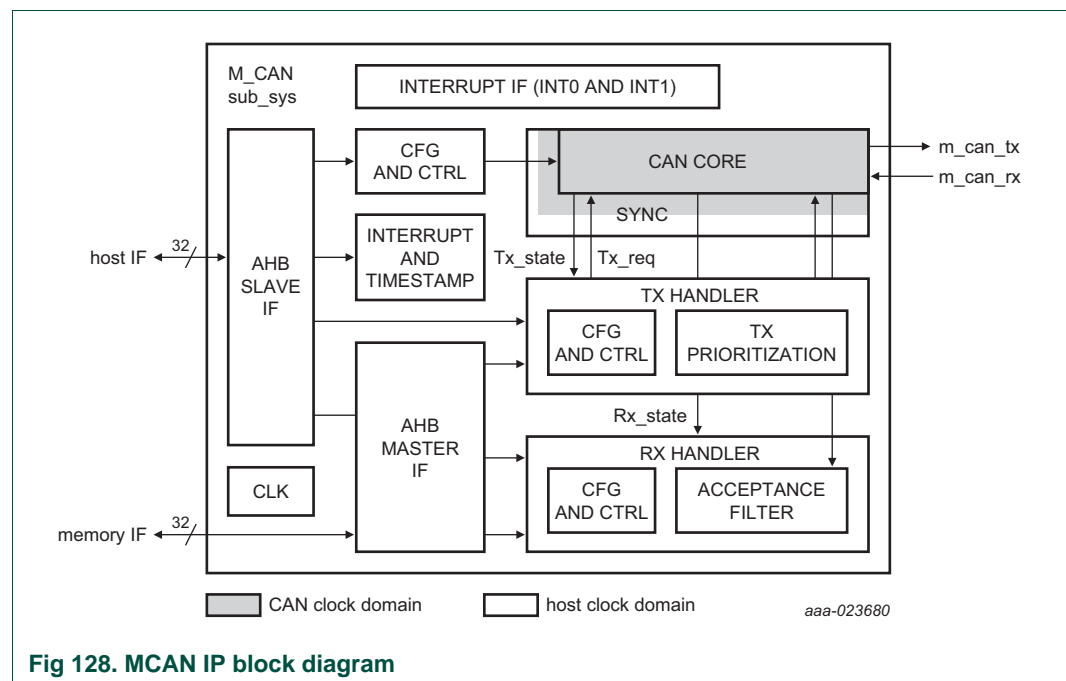 M_CAN
sub_sys
INTERRUPT IF (INT0 AND INT1)
CFG
AND CTRL
CAN CORE
SYNC
m_can_tx
m_can_rx
INTERRUPT
AND
TIMESTAMP
host IF
32
AHB
SLAVE
IF
Tx_state
Tx_req
TX HANDLER
CFG
AND CTRL
TX
PRIORITIZATION
AHB
MASTER
IF
Rx_state
RX HANDLER
CFG
AND CTRL
ACCEPTANCE
FILTER
CLK
memory IF
32
CAN clock domain
host clock domain
aaa-023680
Fig 128. MCAN IP block diagram